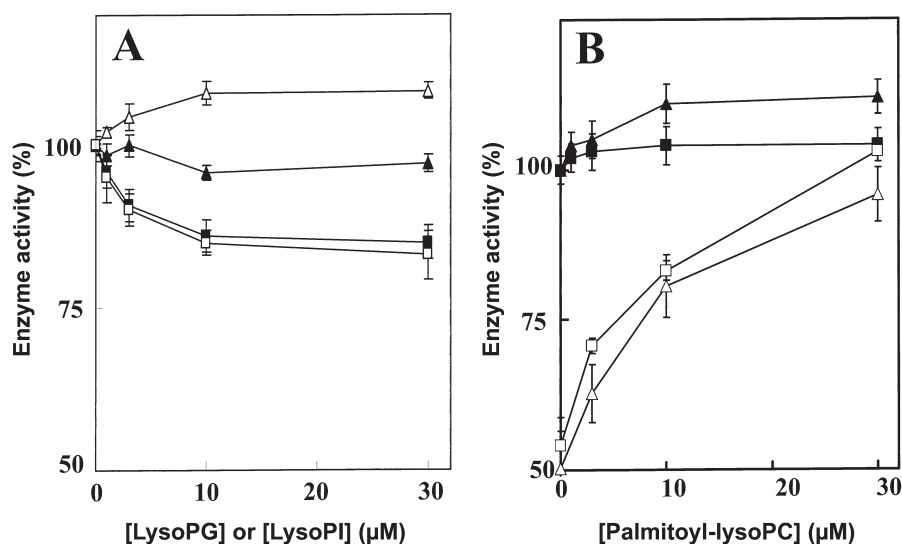 A
B
Enzyme activity (%)
100
75
50
0
10
20
30
[LysoPG] or [LysoPI] (µM)
Enzyme activity (%)
100
75
50
0
10
20
30
[Palmitoyl-lysoPC] (µM)